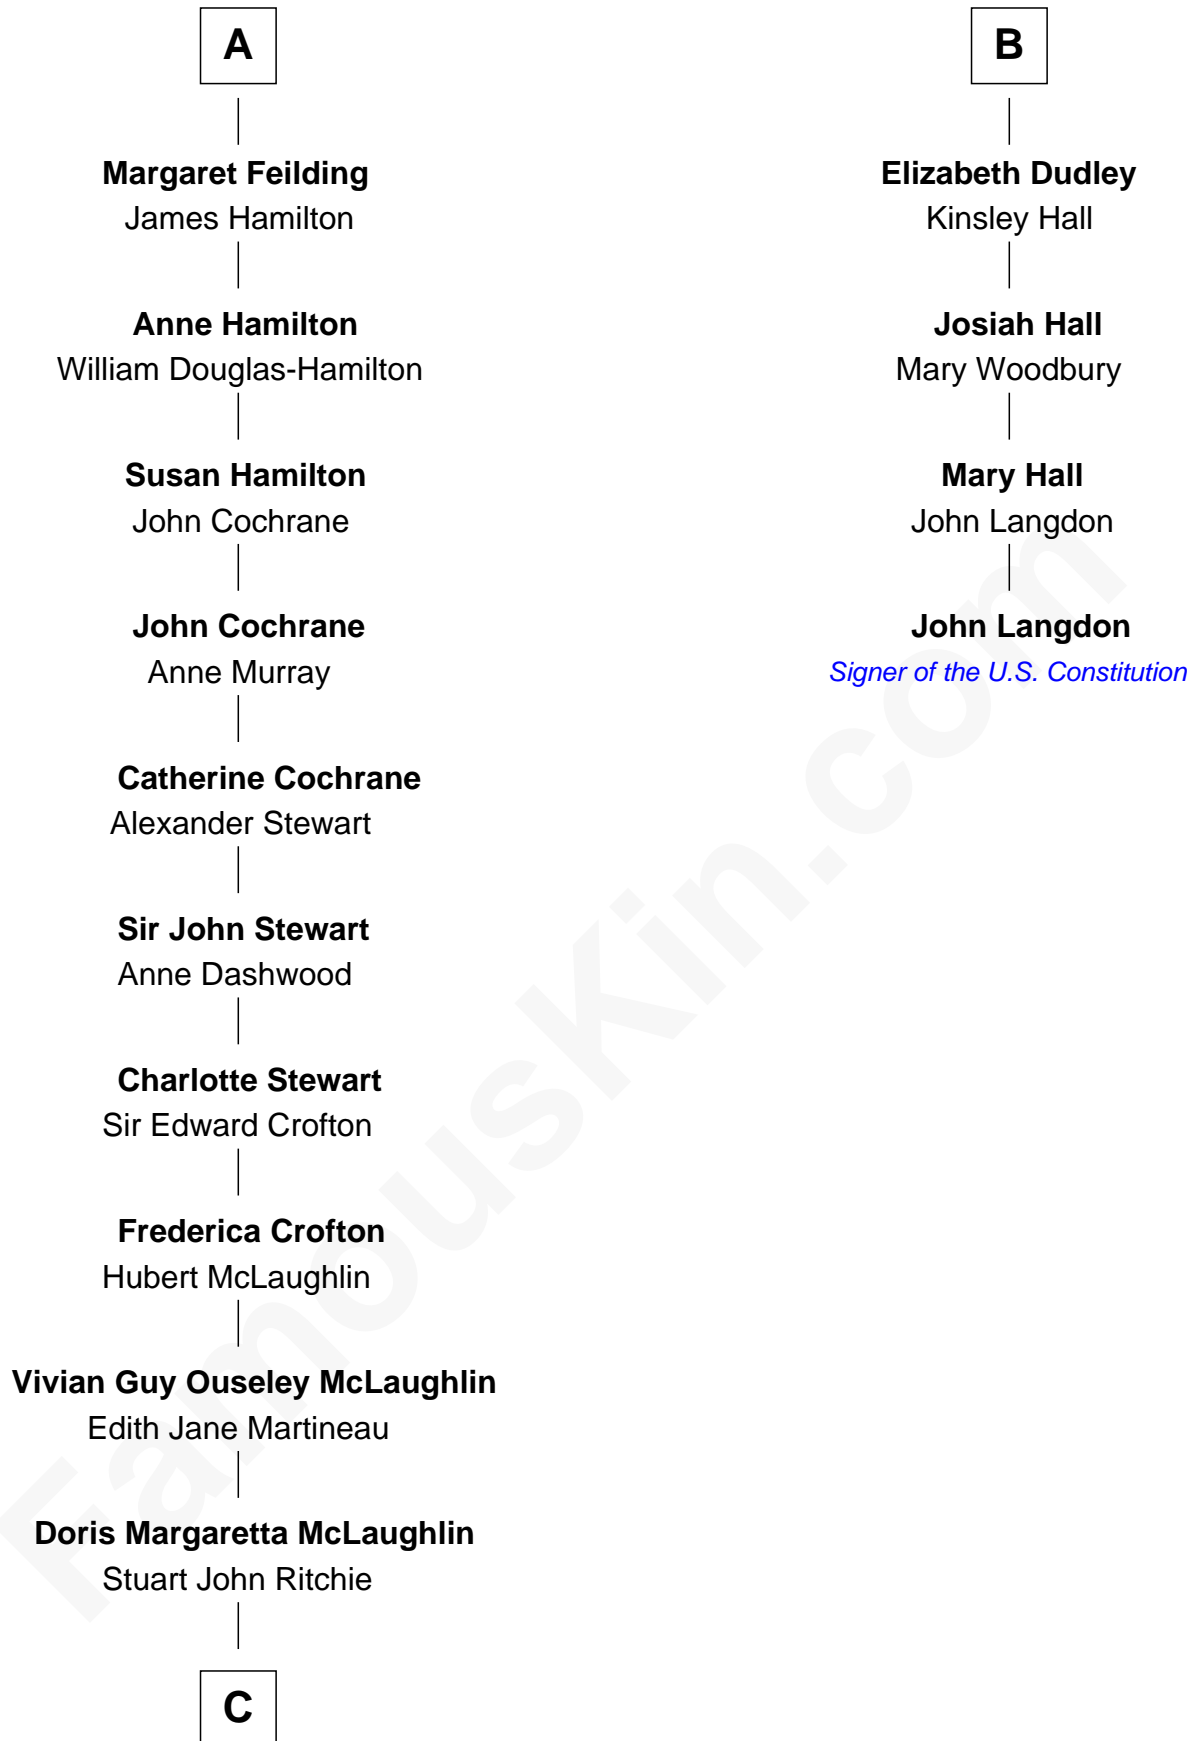 A
Margaret Feilding
James Hamilton
Anne Hamilton
William Douglas-Hamilton
Susan Hamilton
John Cochrane
John Cochrane
Anne Murray
Catherine Cochrane
Alexander Stewart
Sir John Stewart
Anne Dashwood
Charlotte Stewart
Sir Edward Crofton
Frederica Crofton
Hubert McLaughlin
Vivian Guy Ouseley McLaughlin
Edith Jane Martineau
Doris Margaretta McLaughlin
Stuart John Ritchie
C
B
Elizabeth Dudley
Kinsley Hall
Josiah Hall
Mary Woodbury
Mary Hall
John Langdon
John Langdon
Signer of the U.S. Constitution
FamousKin.com